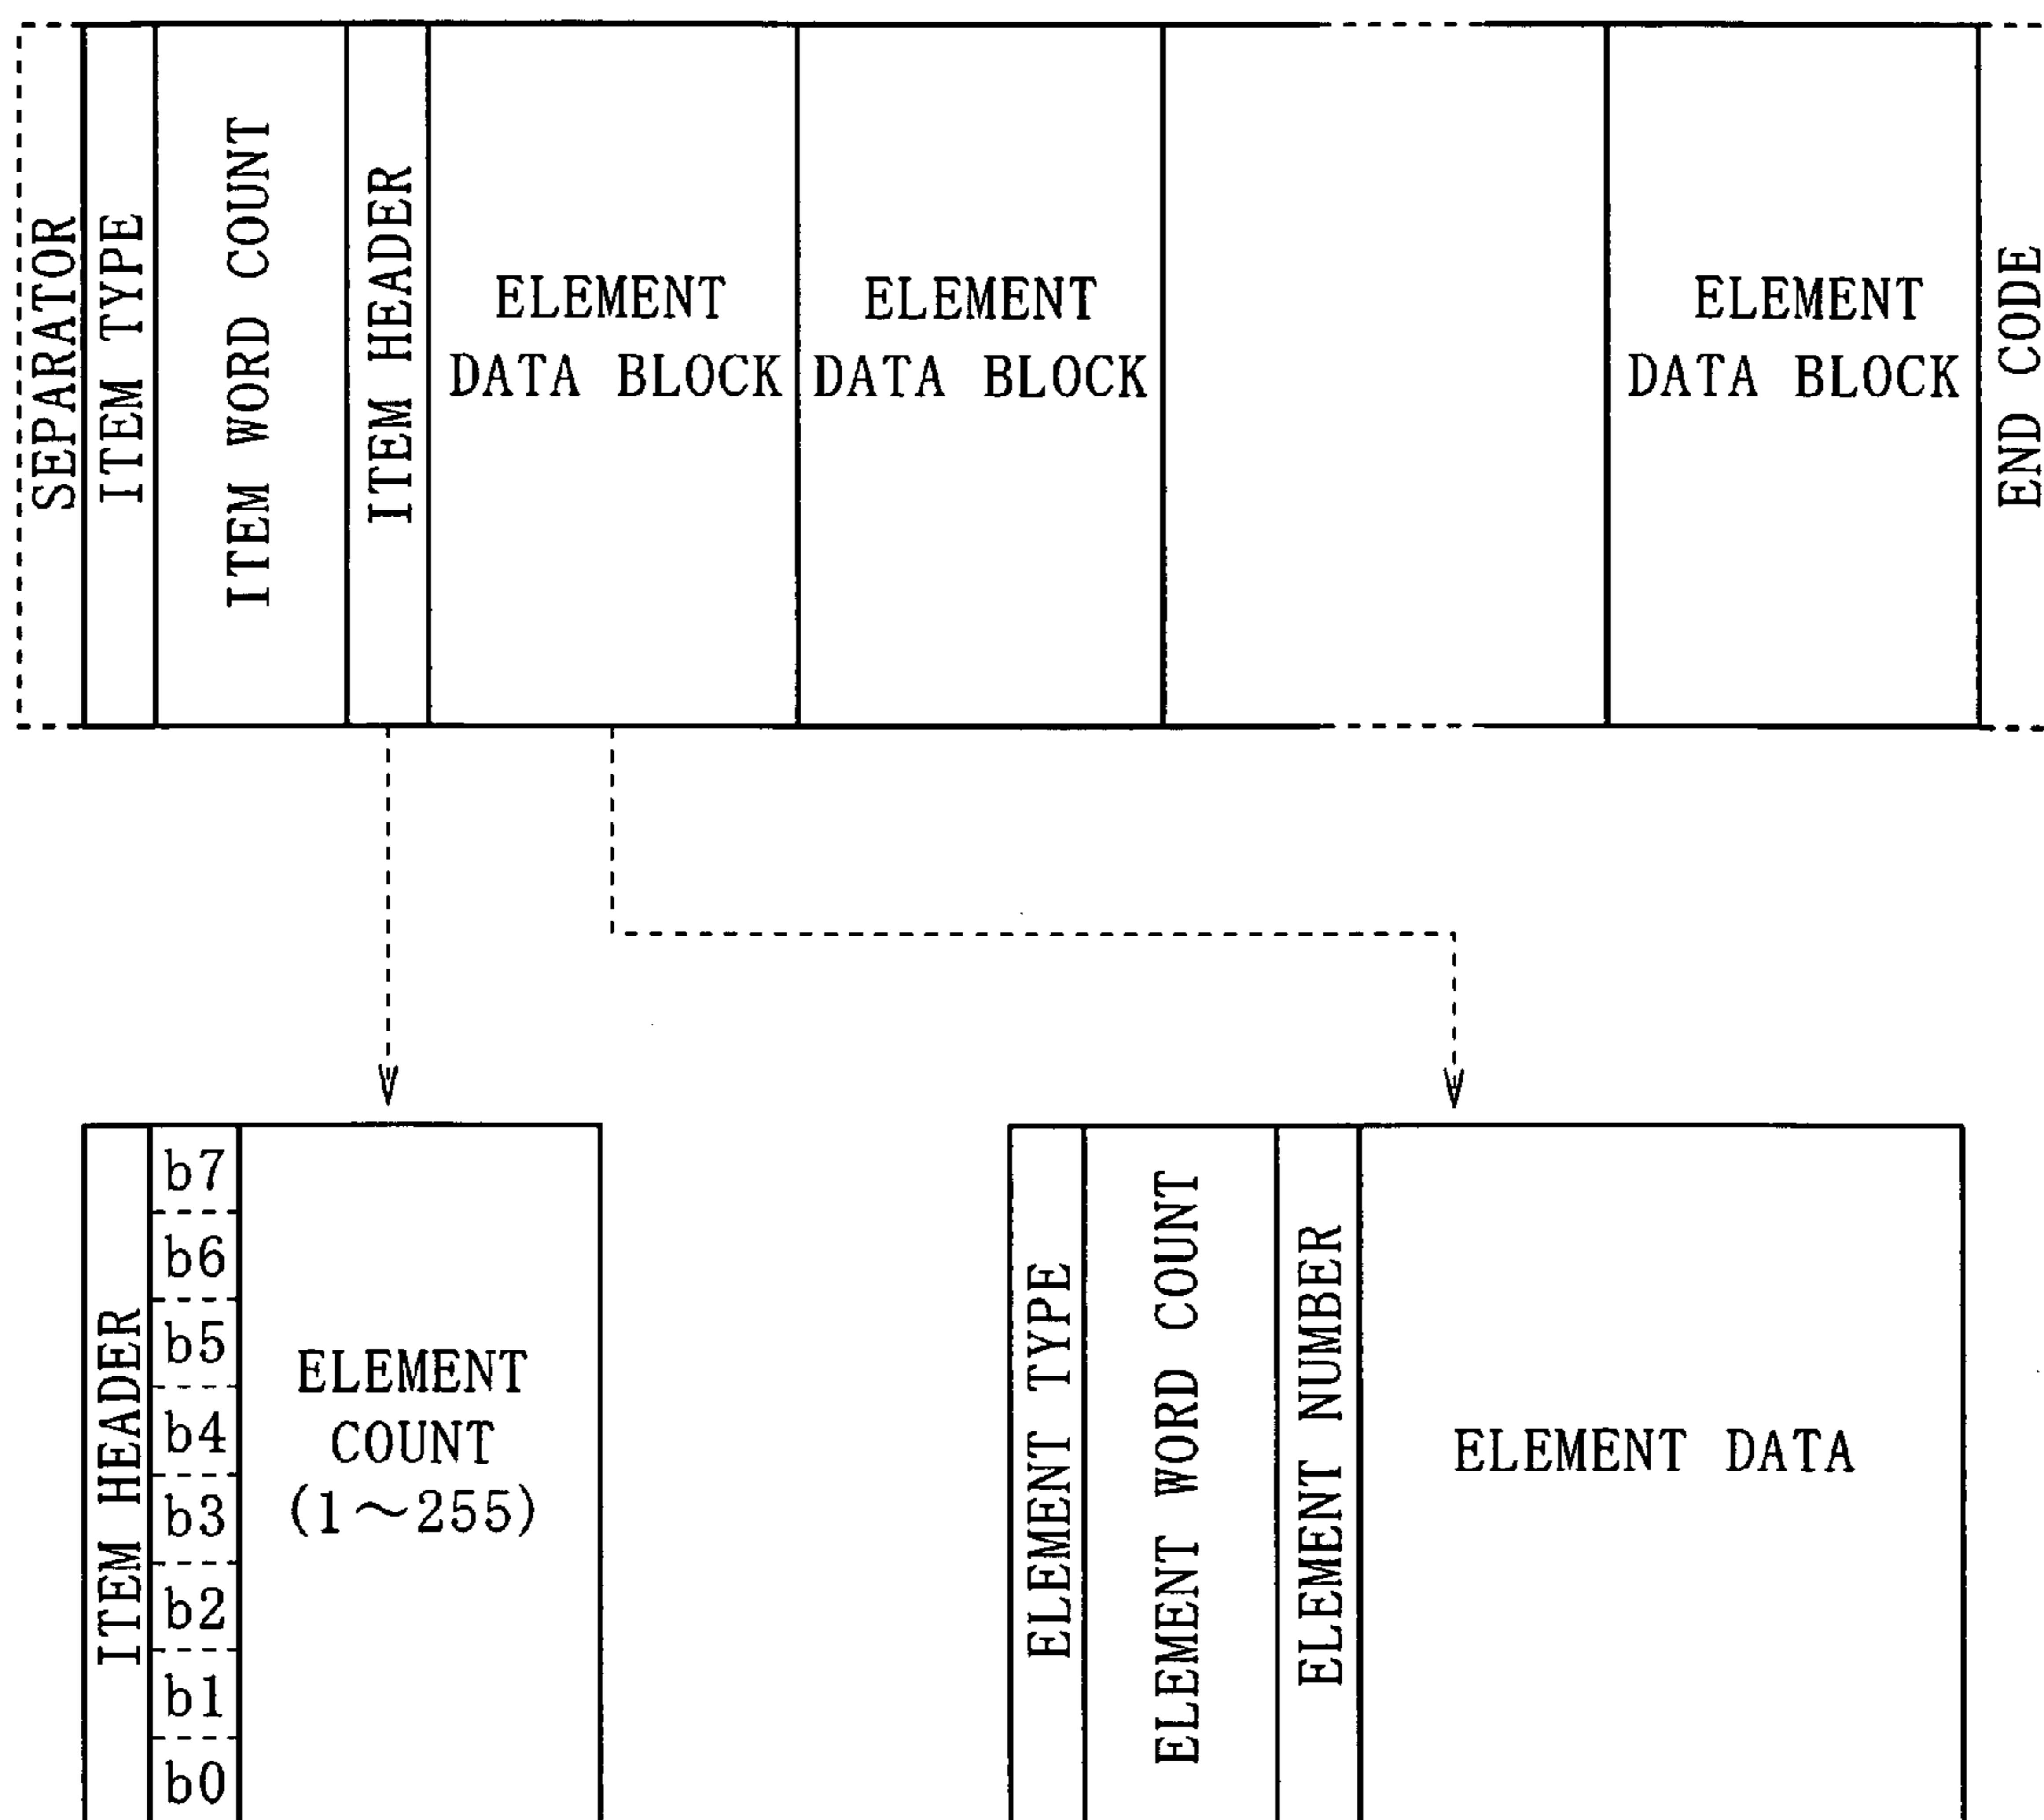 SEPARATOR
ITEM TYPE
ITEM WORD COUNT
ITEM HEADER
ELEMENT
DATA BLOCK
ELEMENT
DATA BLOCK
ELEMENT
DATA BLOCK
END CODE
ITEM HEADER
b7
b6
b5
b4
b3
b2
b1
b0
ELEMENT
COUNT
(1～255)
ELEMENT TYPE
ELEMENT WORD COUNT
ELEMENT NUMBER
ELEMENT DATA